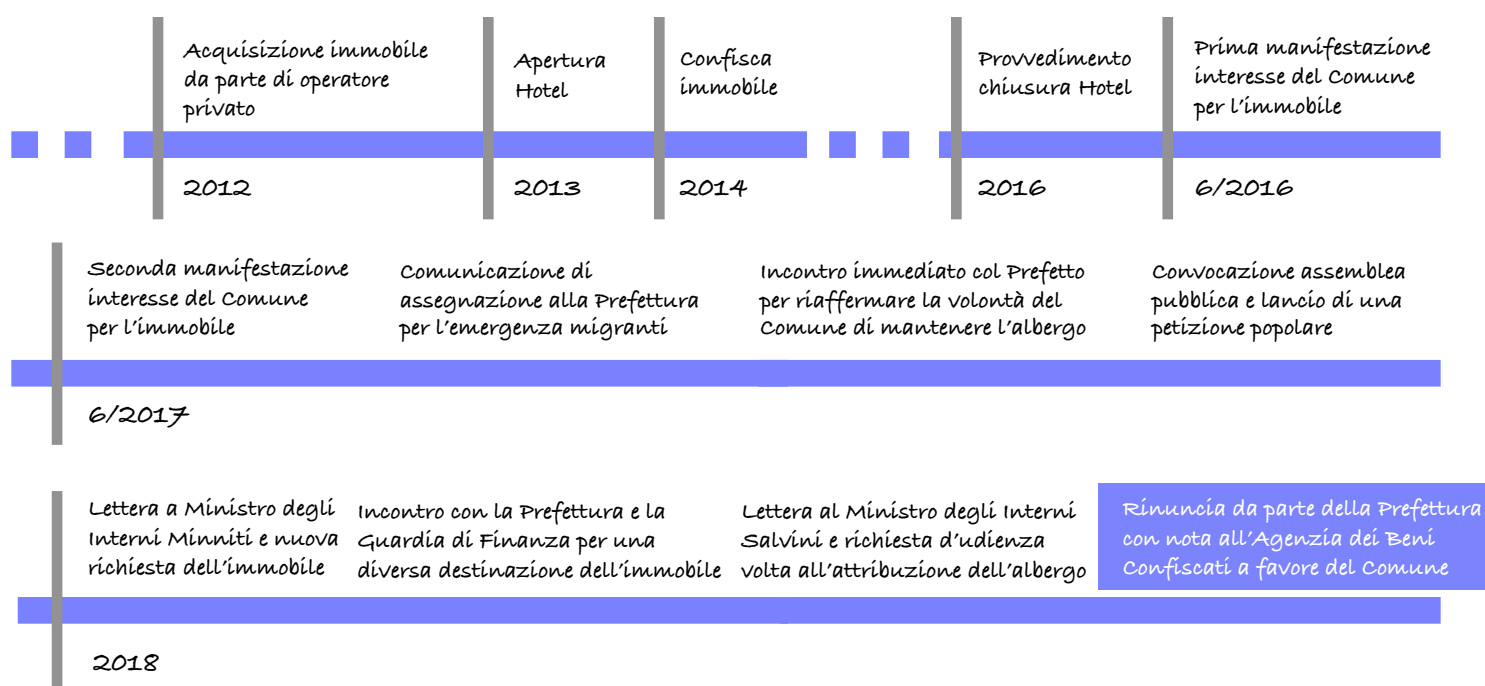 Acquisizione immobile
da parte di operatore
privato
Apertura
Hotel
Confisca
immobile
Provvedimento
chiusura Hotel
Prima manifestazione
interesse del Comune
per l'immobile
2012
2013
2014
2016
6/2016
Seconda manifestazione
interesse del Comune
per l'immobile
Comunicazione di
assegnazione alla Prefettura
per l'emergenza migranti
Incontro immediato col Prefetto
per riaffermare la volontà del
Comune di mantenere l'albergo
Convocazione assemblea
pubblica e lancio di una
petizione popolare
6/2017
Lettera a Ministro degli
Interni Minniti e nuova
richiesta dell'immobile
Incontro con la Prefettura e la
Guardia di Finanza per una
diversa destinazione dell'immobile
Lettera al Ministro degli Interni
Salvini e richiesta d'udienza
volta all'attribuzione dell'albergo
Rinuncia da parte della Prefettura
con nota all'Agenzia dei Beni
Confiscati a favore del Comune
2018